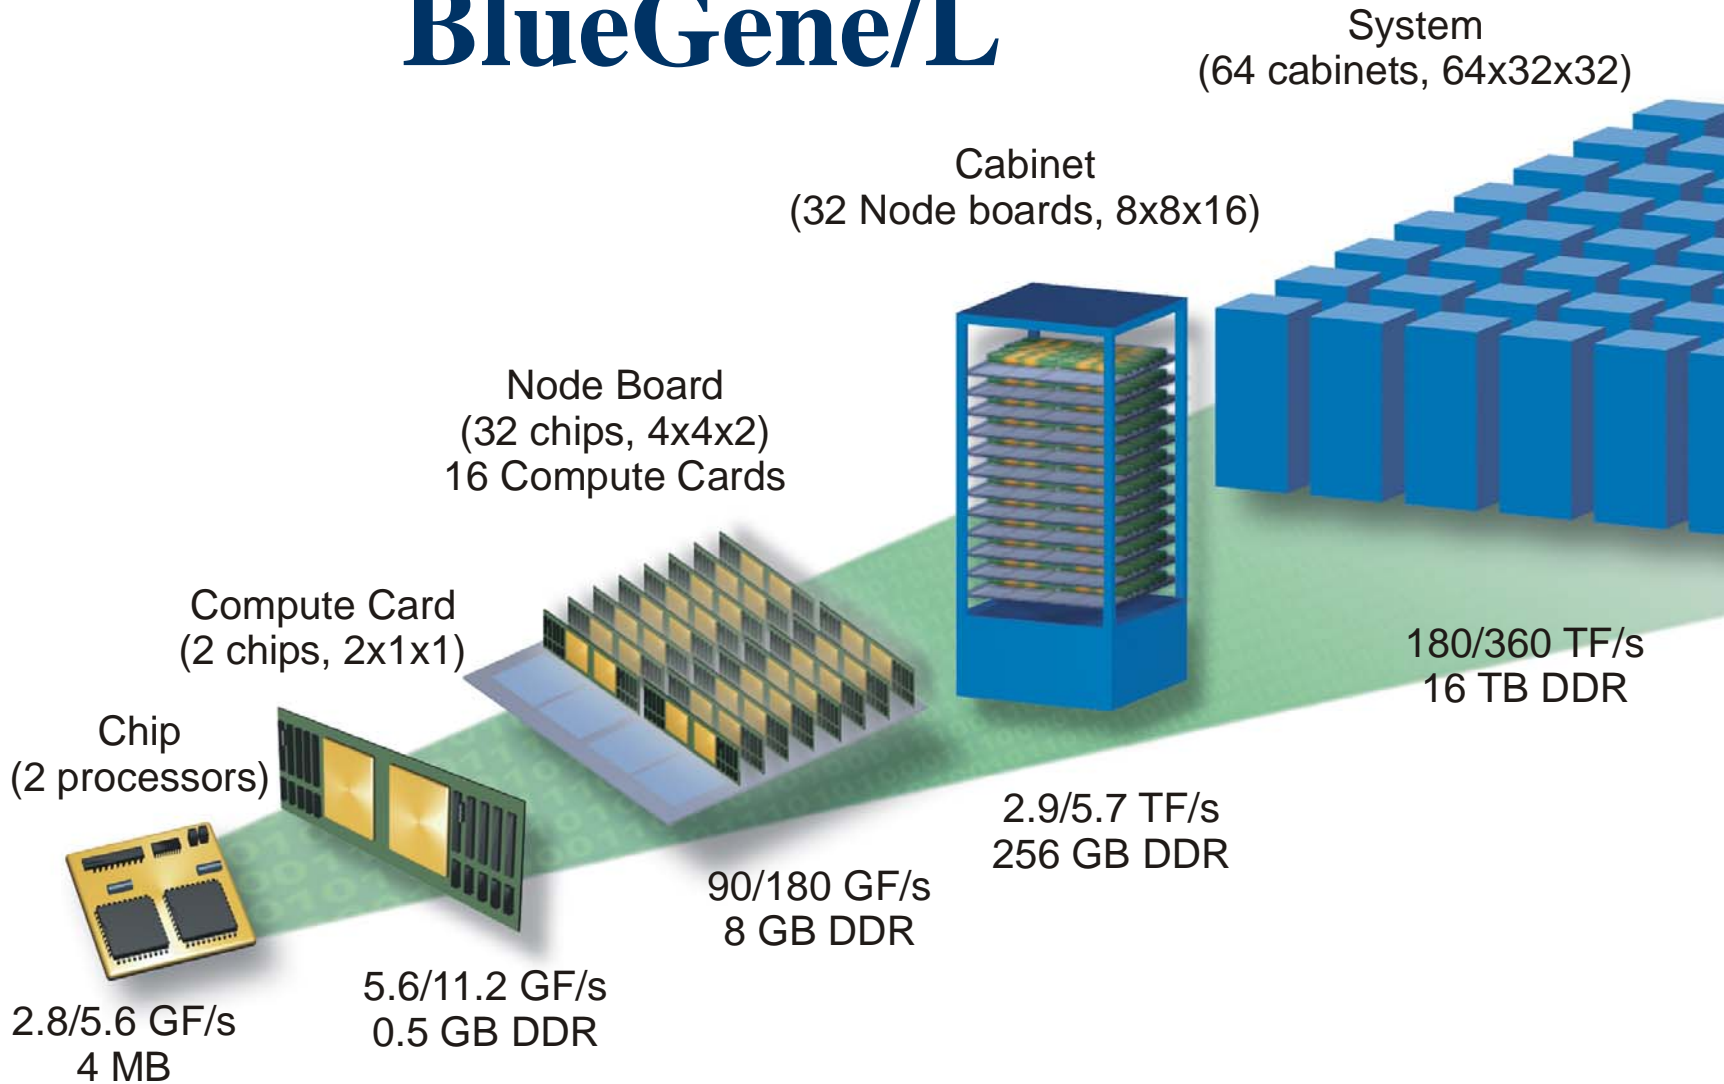 BlueGene/L
System
(64 cabinets, 64x32x32)
Cabinet
(32 Node boards, 8x8x16)
Node Board
(32 chips, 4x4x2)
16 Compute Cards
Compute Card
(2 chips, 2x1x1)
Chip
(2 processors)
180/360 TF/s
16 TB DDR
2.9/5.7 TF/s
256 GB DDR
90/180 GF/s
8 GB DDR
5.6/11.2 GF/s
0.5 GB DDR
2.8/5.6 GF/s
4 MB